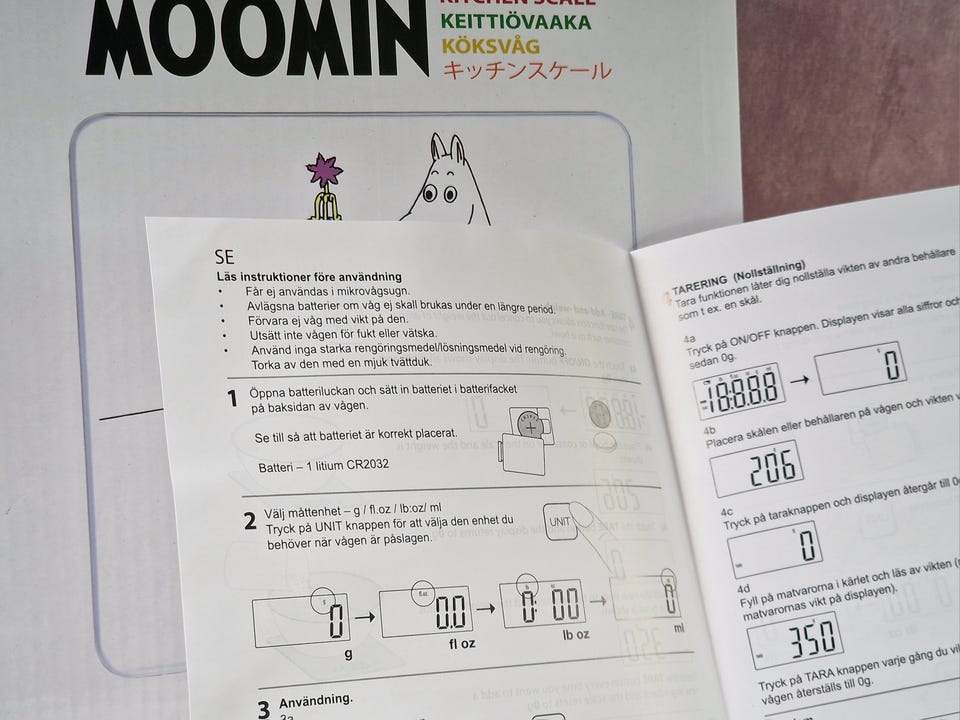 MOOMIN
KITCHEN SCALE
KEITTIÖVAAKA
KÖKSVÅG
キッチンスケール
SE
Läs instruktioner före användning
• Får ej användas i mikrovågsugn.
• Avlägsna batterier om våg ej skall brukas under en längre period.
• Förvara ej våg med vikt på den.
• Utsätt inte vågen för fukt eller vätska.
• Använd inga starka rengöringsmedel/lösningsmedel vid rengöring.
Torka av den med en mjuk tvättduk.
1 Öppna batteriluckan och sätt in batteriet i batterifacket
på baksidan av vågen.
Se till så att batteriet är korrekt placerat.
Batteri – 1 litium CR2032
2 Välj måttenhet – g / fl.oz / lb:oz/ ml
Tryck på UNIT knappen för att välja den enhet du
behöver när vågen är påslagen.
UNIT
0
0.0
0: 00
0
g
fl oz
lb oz
ml
3 Användning.
3a
TARERING (Nollställning)
Tara funktionen låter dig nollställa vikten av andra behållare
som t ex. en skål.
4a
Tryck på ON/OFF knappen. Displayen visar alla siffror och
sedan 0g.
0
4b
Placera skålen eller behållaren på vågen och vikten
206
4c
Tryck på taraknappen och displayen återgår till
0
4d
Fyll på matvarorna i kärlet och läs av vikten
matvarornas vikt på displayen).
350
Tryck på TARA knappen varje gång du
vågen återställs till 0g.